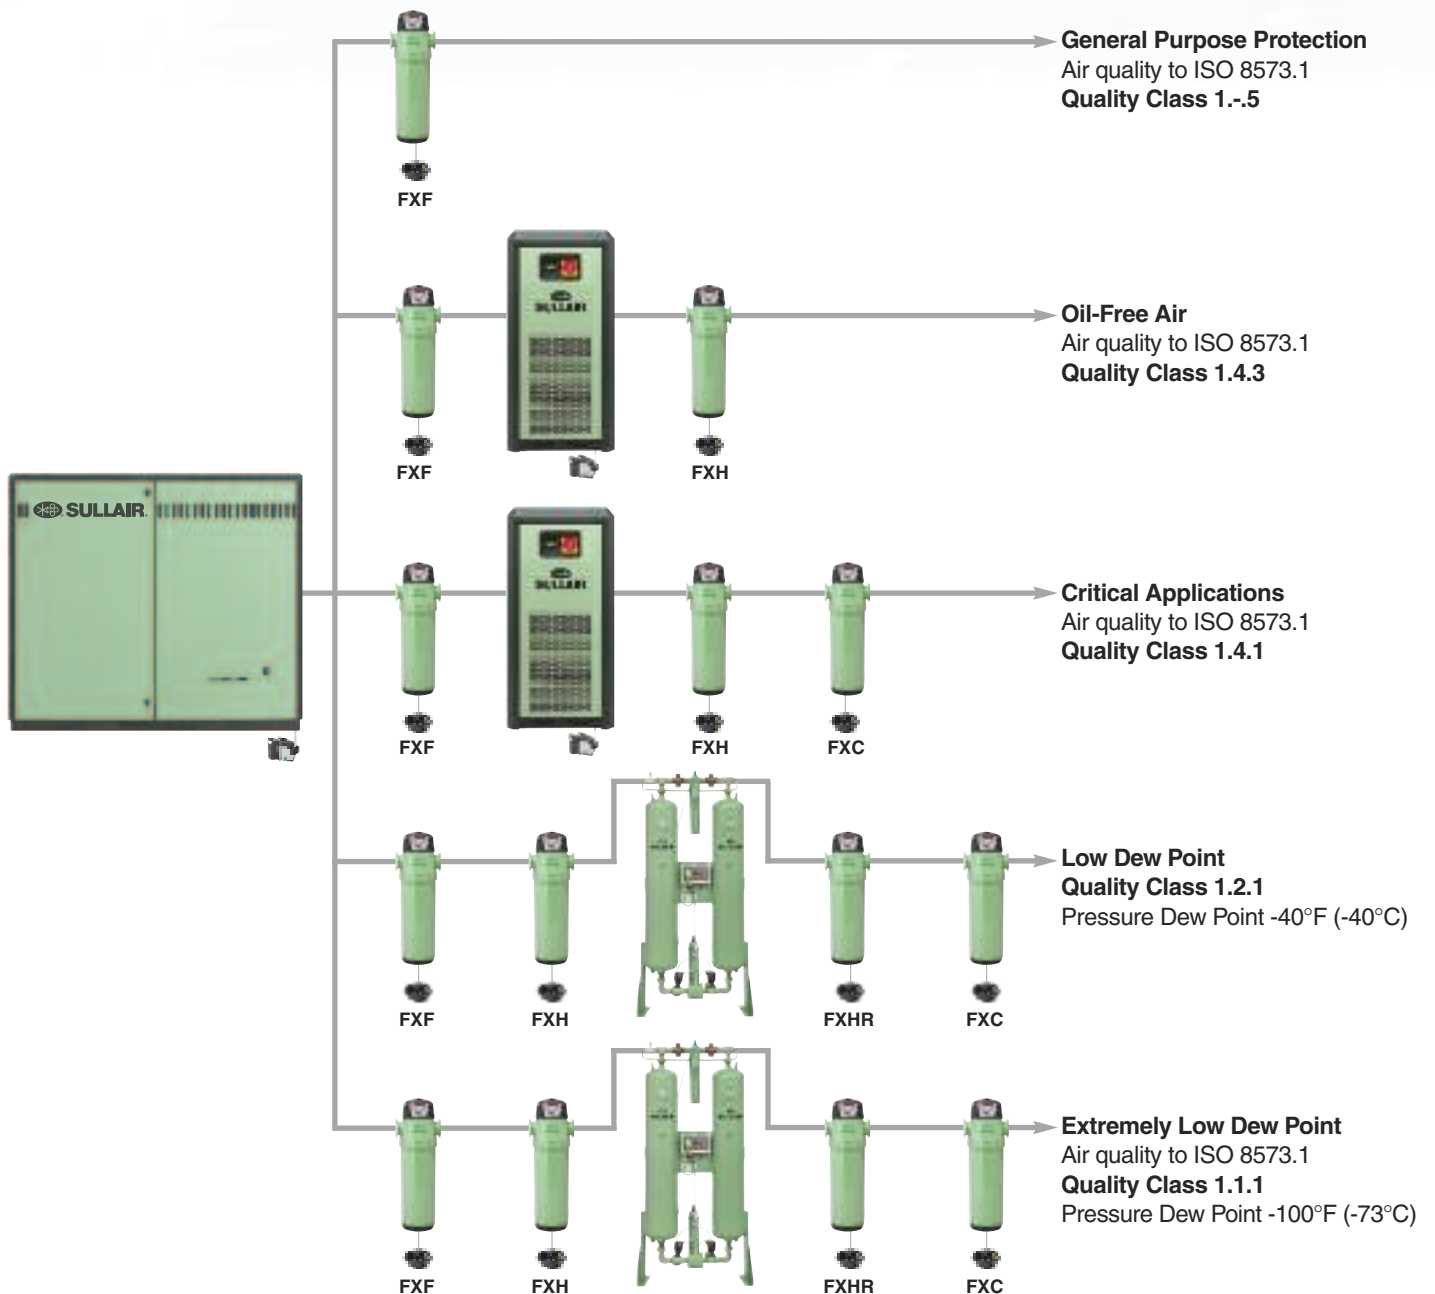 General Purpose Protection
Air quality to ISO 8573.1
Quality Class 1.-.5
FXF
SULLAIR
Oil-Free Air
Air quality to ISO 8573.1
Quality Class 1.4.3
FXF
FXH
SULLAIR
SULLAIR
Critical Applications
Air quality to ISO 8573.1
Quality Class 1.4.1
FXF
FXH
FXC
Low Dew Point
Quality Class 1.2.1
Pressure Dew Point -40°F (-40°C)
FXF
FXH
FXHR
FXC
Extremely Low Dew Point
Air quality to ISO 8573.1
Quality Class 1.1.1
Pressure Dew Point -100°F (-73°C)
FXF
FXH
FXHR
FXC